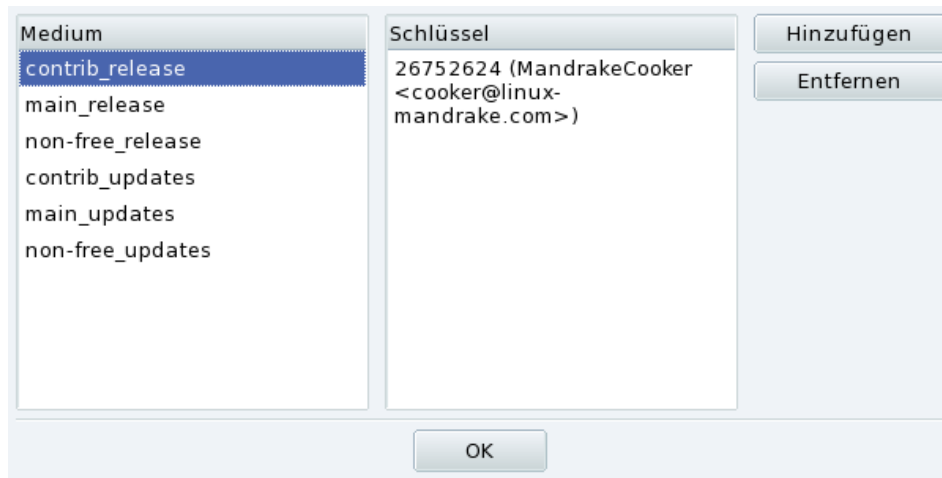 Medium
contrib_release
main_release
non-free_release
contrib_updates
main_updates
non-free_updates
Schlüssel
26752624 (MandrakeCooker
<cooker@linux-
mandrake.com>)
Hinzufügen
Entfernen
OK